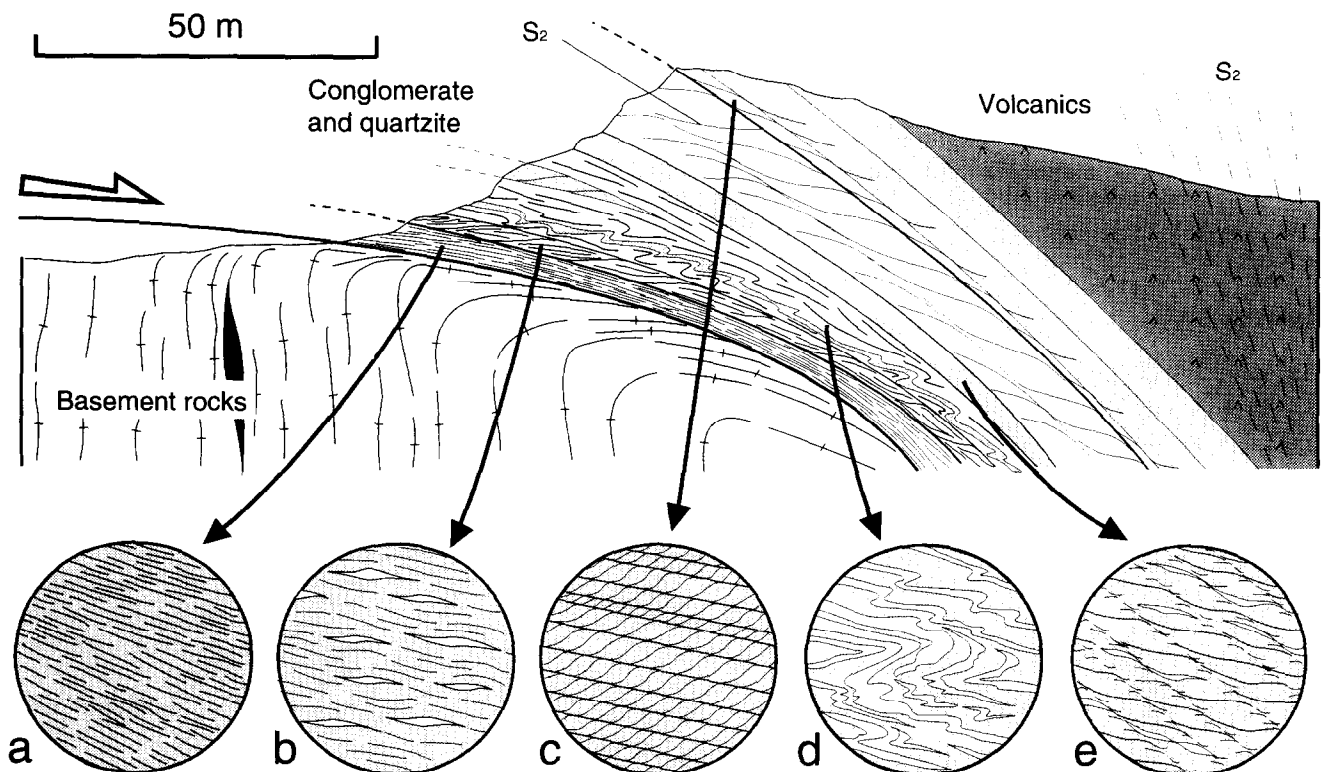 50 m
S₂
S₂
Conglomerate
and quartzite
Volcanics
Basement rocks
a
b
c
d
e